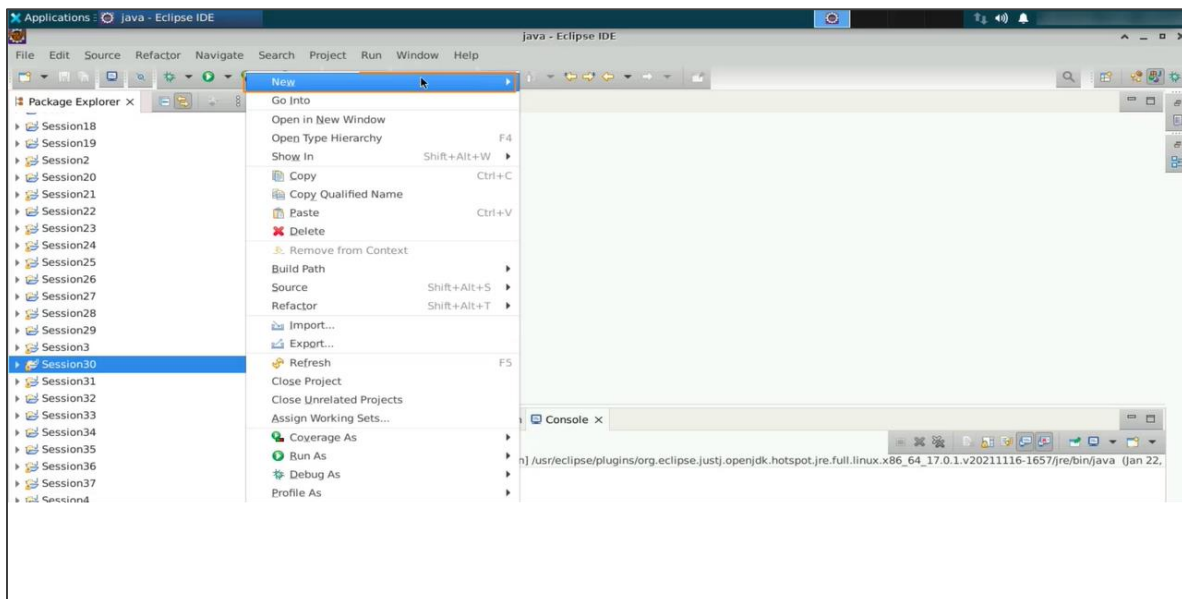 Applications : java - Eclipse IDE
java - Eclipse IDE
File Edit Source Refactor Navigate Search Project Run Window Help
Package Explorer
Session18
Session19
Session2
Session20
Session21
Session22
Session23
Session24
Session25
Session26
Session27
Session28
Session29
Session3
Session30
Session31
Session32
Session33
Session34
Session35
Session36
Session37
Session4
New
Go Into
Open in New Window
Open Type Hierarchy F4
Show In Shift+Alt+W
Copy Ctrl+C
Copy Qualified Name
Paste Ctrl+V
Delete
Remove from Context
Build Path
Source Shift+Alt+S
Refactor Shift+Alt+T
Import...
Export...
Refresh F5
Close Project
Close Unrelated Projects
Assign Working Sets...
Coverage As
Run As
Debug As
Profile As
Console
n] /usr/eclipse/plugins/org.eclipse.justj.openjdk.hotspot.jre.full.linux.x86_64_17.0.1.v20211116-1657/jre/bin/java (Jan 22,